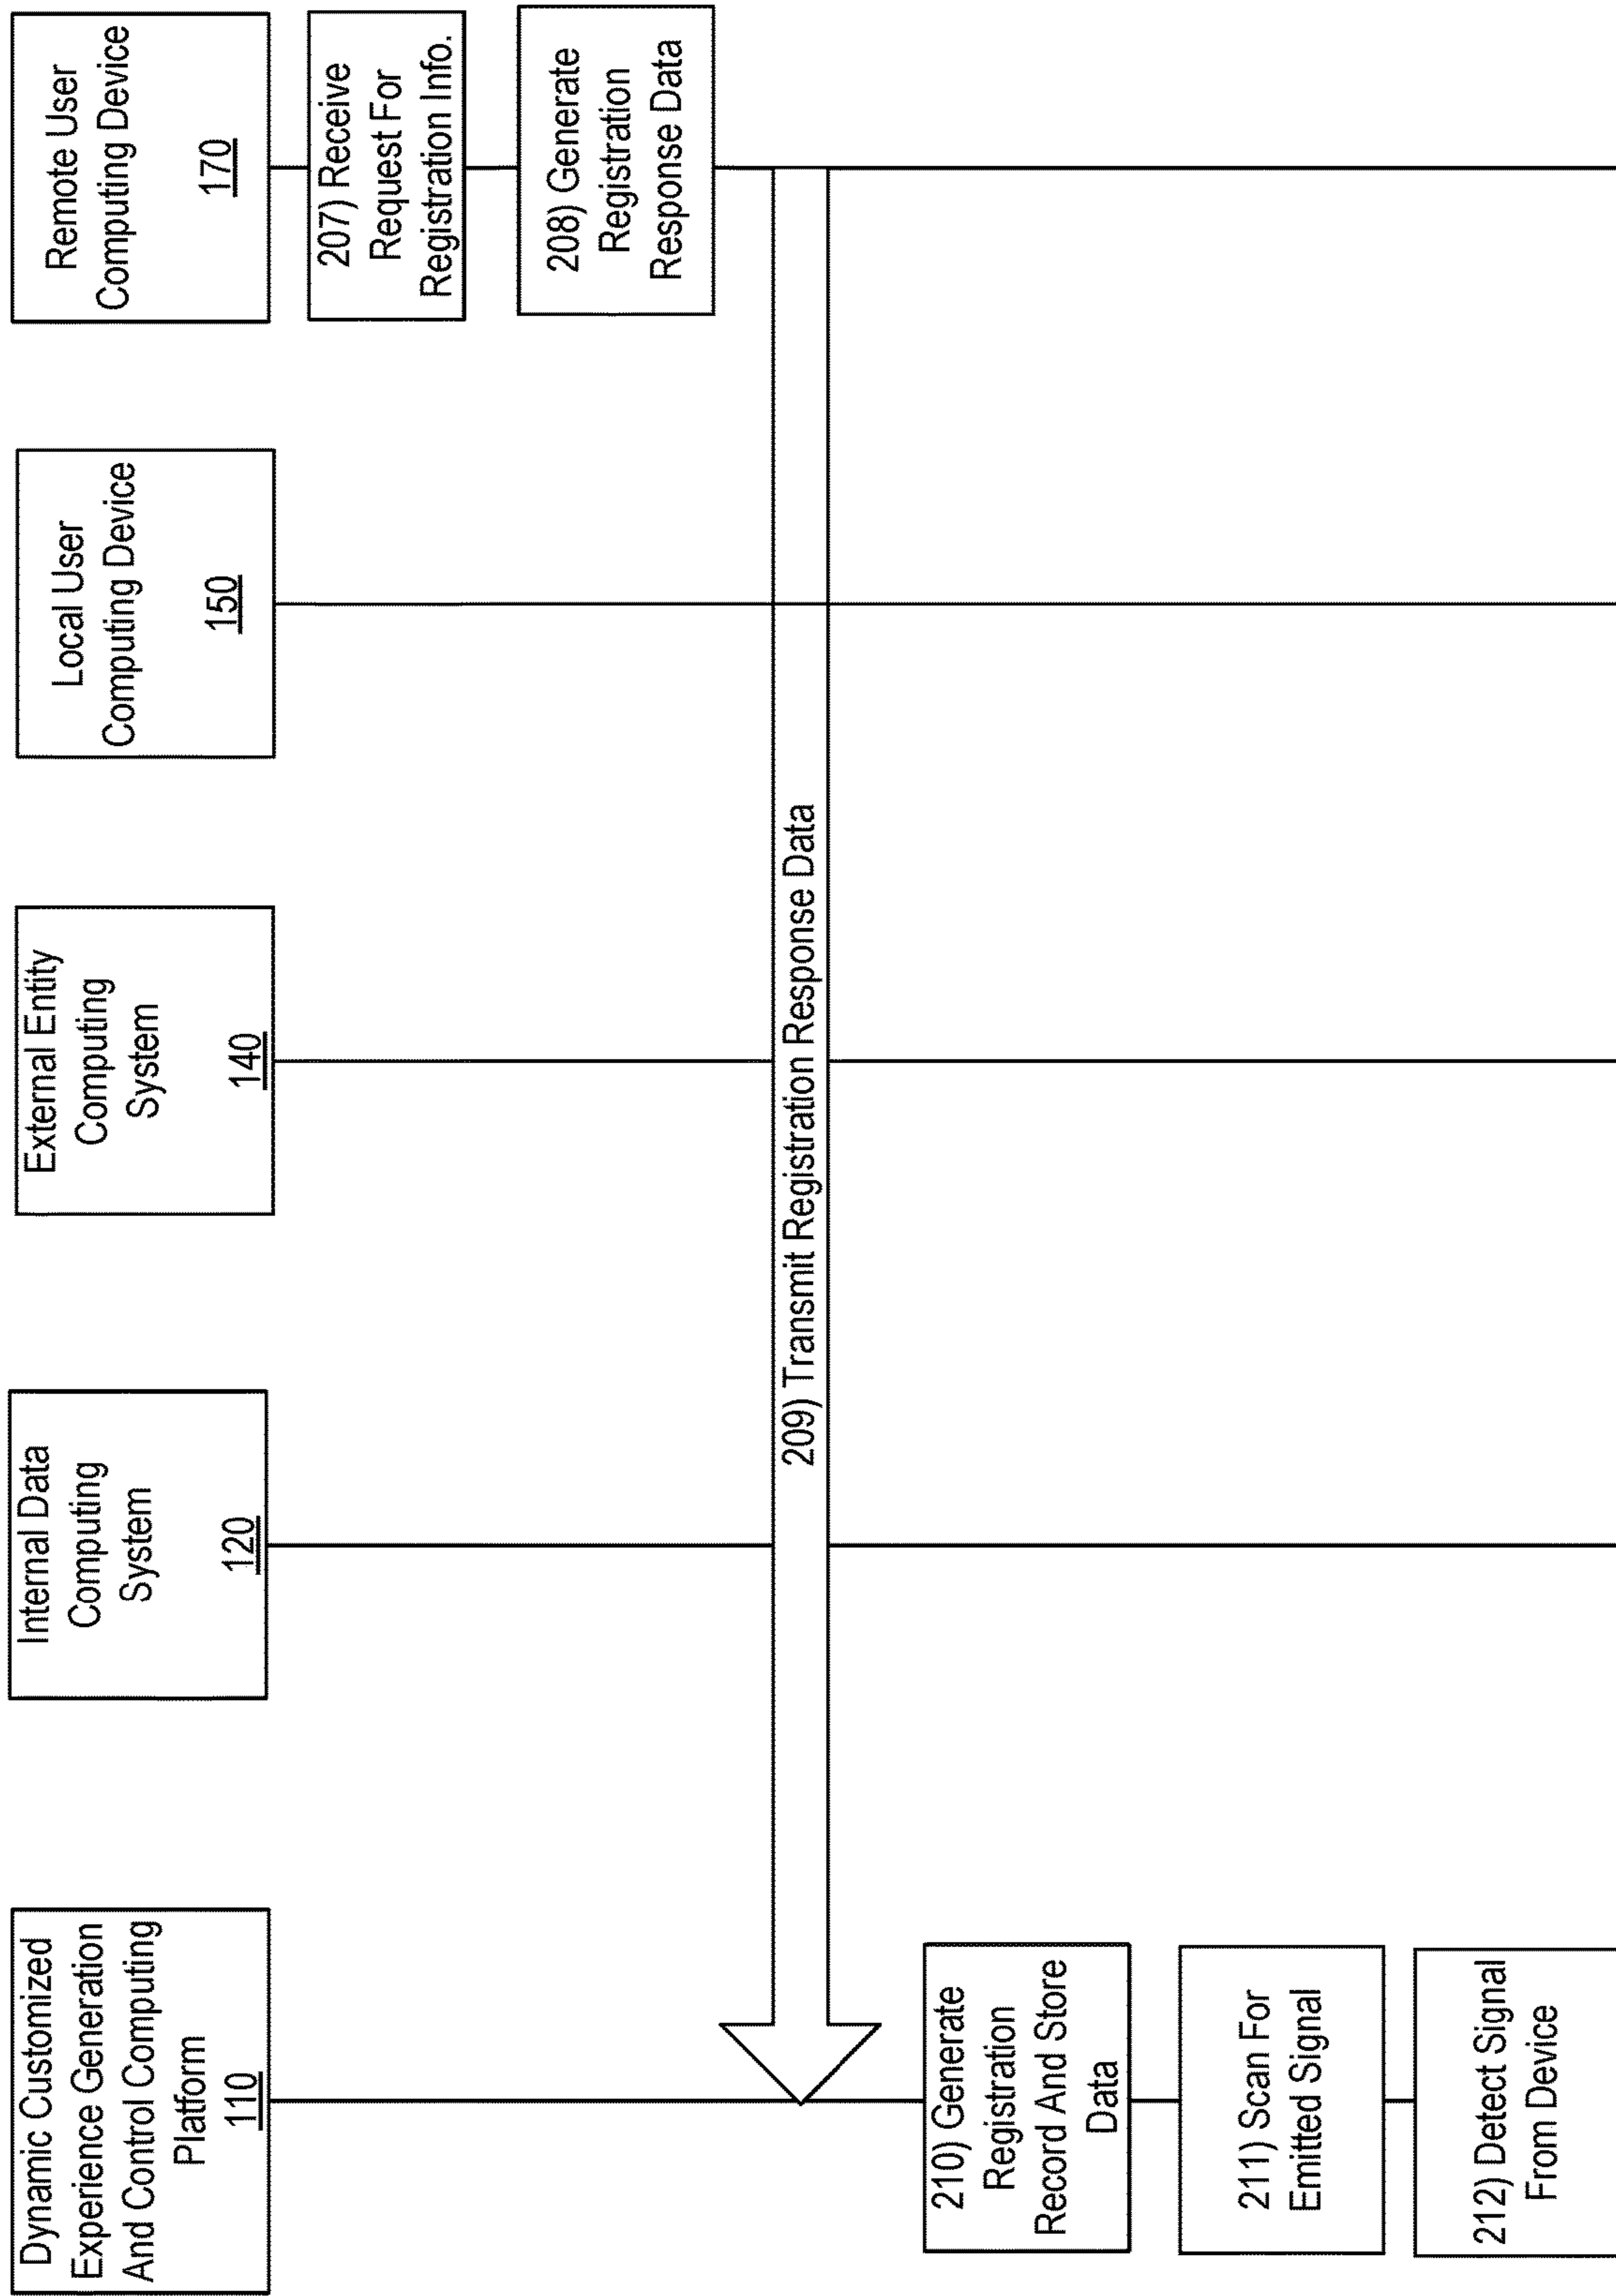 Dynamic Customized
Experience Generation
And Control Computing
Platform
110
Internal Data
Computing
System
120
External Entity
Computing
System
140
Local User
Computing Device
150
Remote User
Computing Device
170
207) Receive
Request For
Registration Info.
208) Generate
Registration
Response Data
209) Transmit Registration Response Data
210) Generate
Registration
Record And Store
Data
211) Scan For
Emitted Signal
212) Detect Signal
From Device